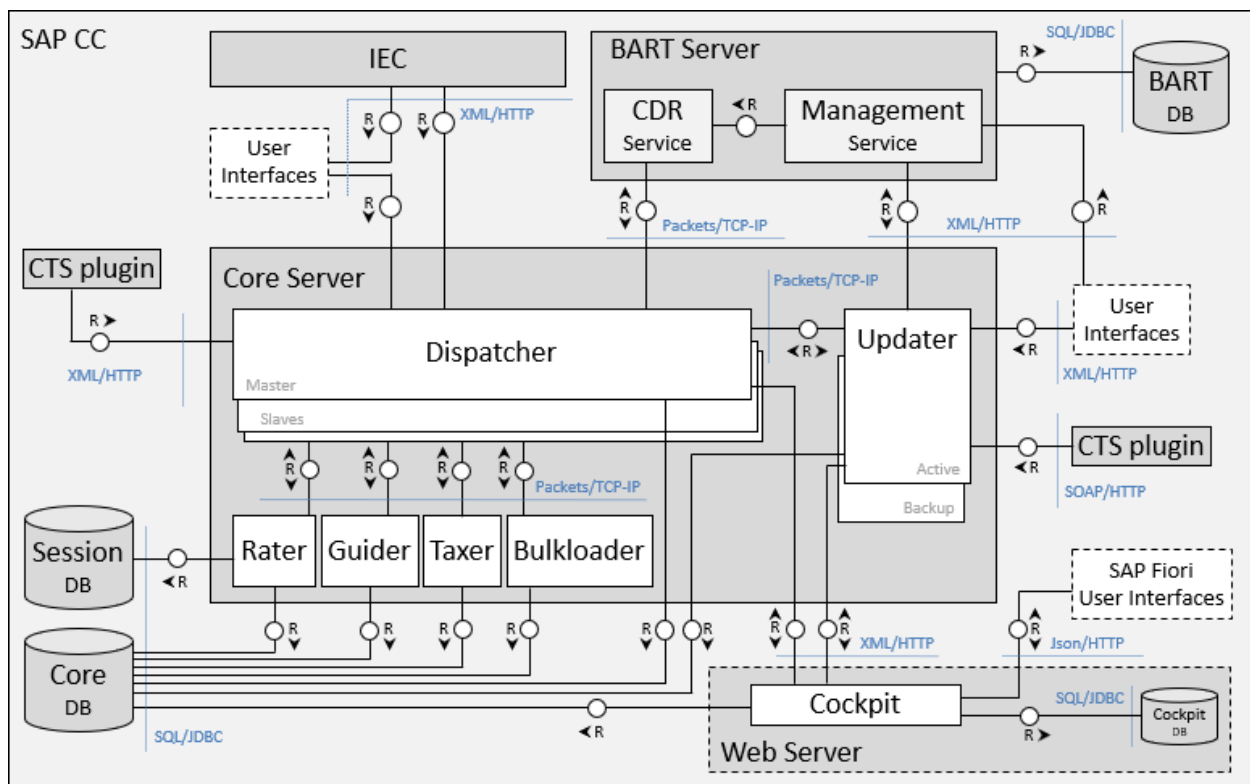 SAP CC
IEC
BART Server
SQL/JDBC
R
BART
DB
CDR
Service
R
Management
Service
R
R
XML/HTTP
User
Interfaces
R
R
Packets/TCP-IP
R
XML/HTTP
R
CTS plugin
Core Server
Packets/TCP-IP
User
Interfaces
R
XML/HTTP
Dispatcher
Master
Slaves
R
Updater
Active
Backup
R
XML/HTTP
CTS plugin
R
SOAP/HTTP
R
R
R
R
Packets/TCP-IP
Session
DB
R
Rater
Guider
Taxer
Bulkloader
SAP Fiori
User Interfaces
R
R
R
R
R
R
R
R
XML/HTTP
R
Json/HTTP
Core
DB
SQL/JDBC
R
Cockpit
SQL/JDBC
R
Cockpit
DB
Web Server